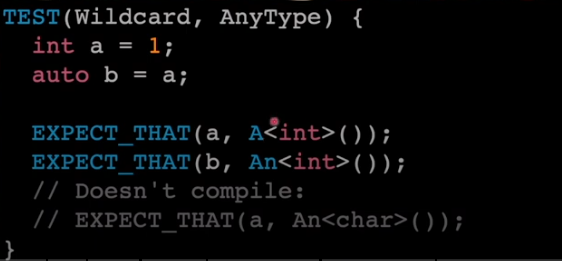 TEST(Wildcard, AnyType) {
int a = 1;
auto b = a;
EXPECT_THAT(a, A<int>());
EXPECT_THAT(b, An<int>());
// Doesn't compile:
// EXPECT_THAT(a, An<char>());
}